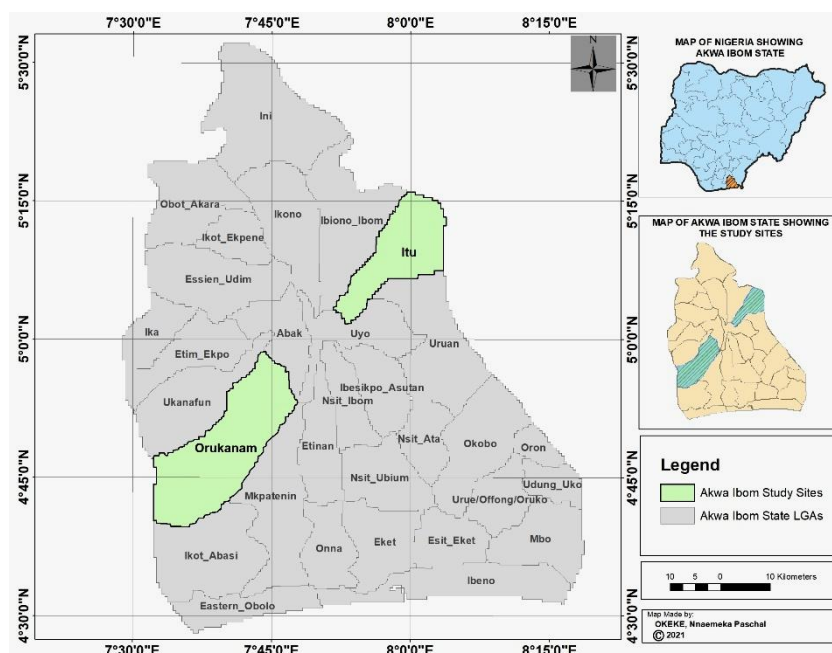 7°30'0"E 7°45'0"E 8°0'0"E 8°15'0"E
5°30'0"N
5°15'0"N
5°0'0"N
4°45'0"N
4°30'0"N
N
Ini
Obot_Akara
Ikono
Ibiono_Ibom
Ikot_Ekpene
Itu
Essien_Udim
Ika
Abak
Uyo
Uruan
Etim_Ekpo
Ibesikpo_Asutan
Nsit_Ibom
Ukanafun
Nsit_Ata
Okobo
Orukanam
Etinan
Oron
Nsit_Ubium
Udung_Uko
Mkpatenin
Urue/Offong/Oruko
Ikot_Abasi
Onna
Eket
Esit_Eket
Mbo
Ibeno
Eastern_Obolo
5°30'0"N
5°15'0"N
5°0'0"N
4°45'0"N
4°30'0"N
7°30'0"E 7°45'0"E 8°0'0"E 8°15'0"E
MAP OF NIGERIA SHOWING
AKWA IBOM STATE
MAP OF AKWA IBOM STATE SHOWING
THE STUDY SITES
Legend
Akwa Ibom Study Sites
Akwa Ibom State LGAs
10 5 0 10 Kilometers
Map Made by:
OKEKE, Nnaemeka Paschal
© 2021